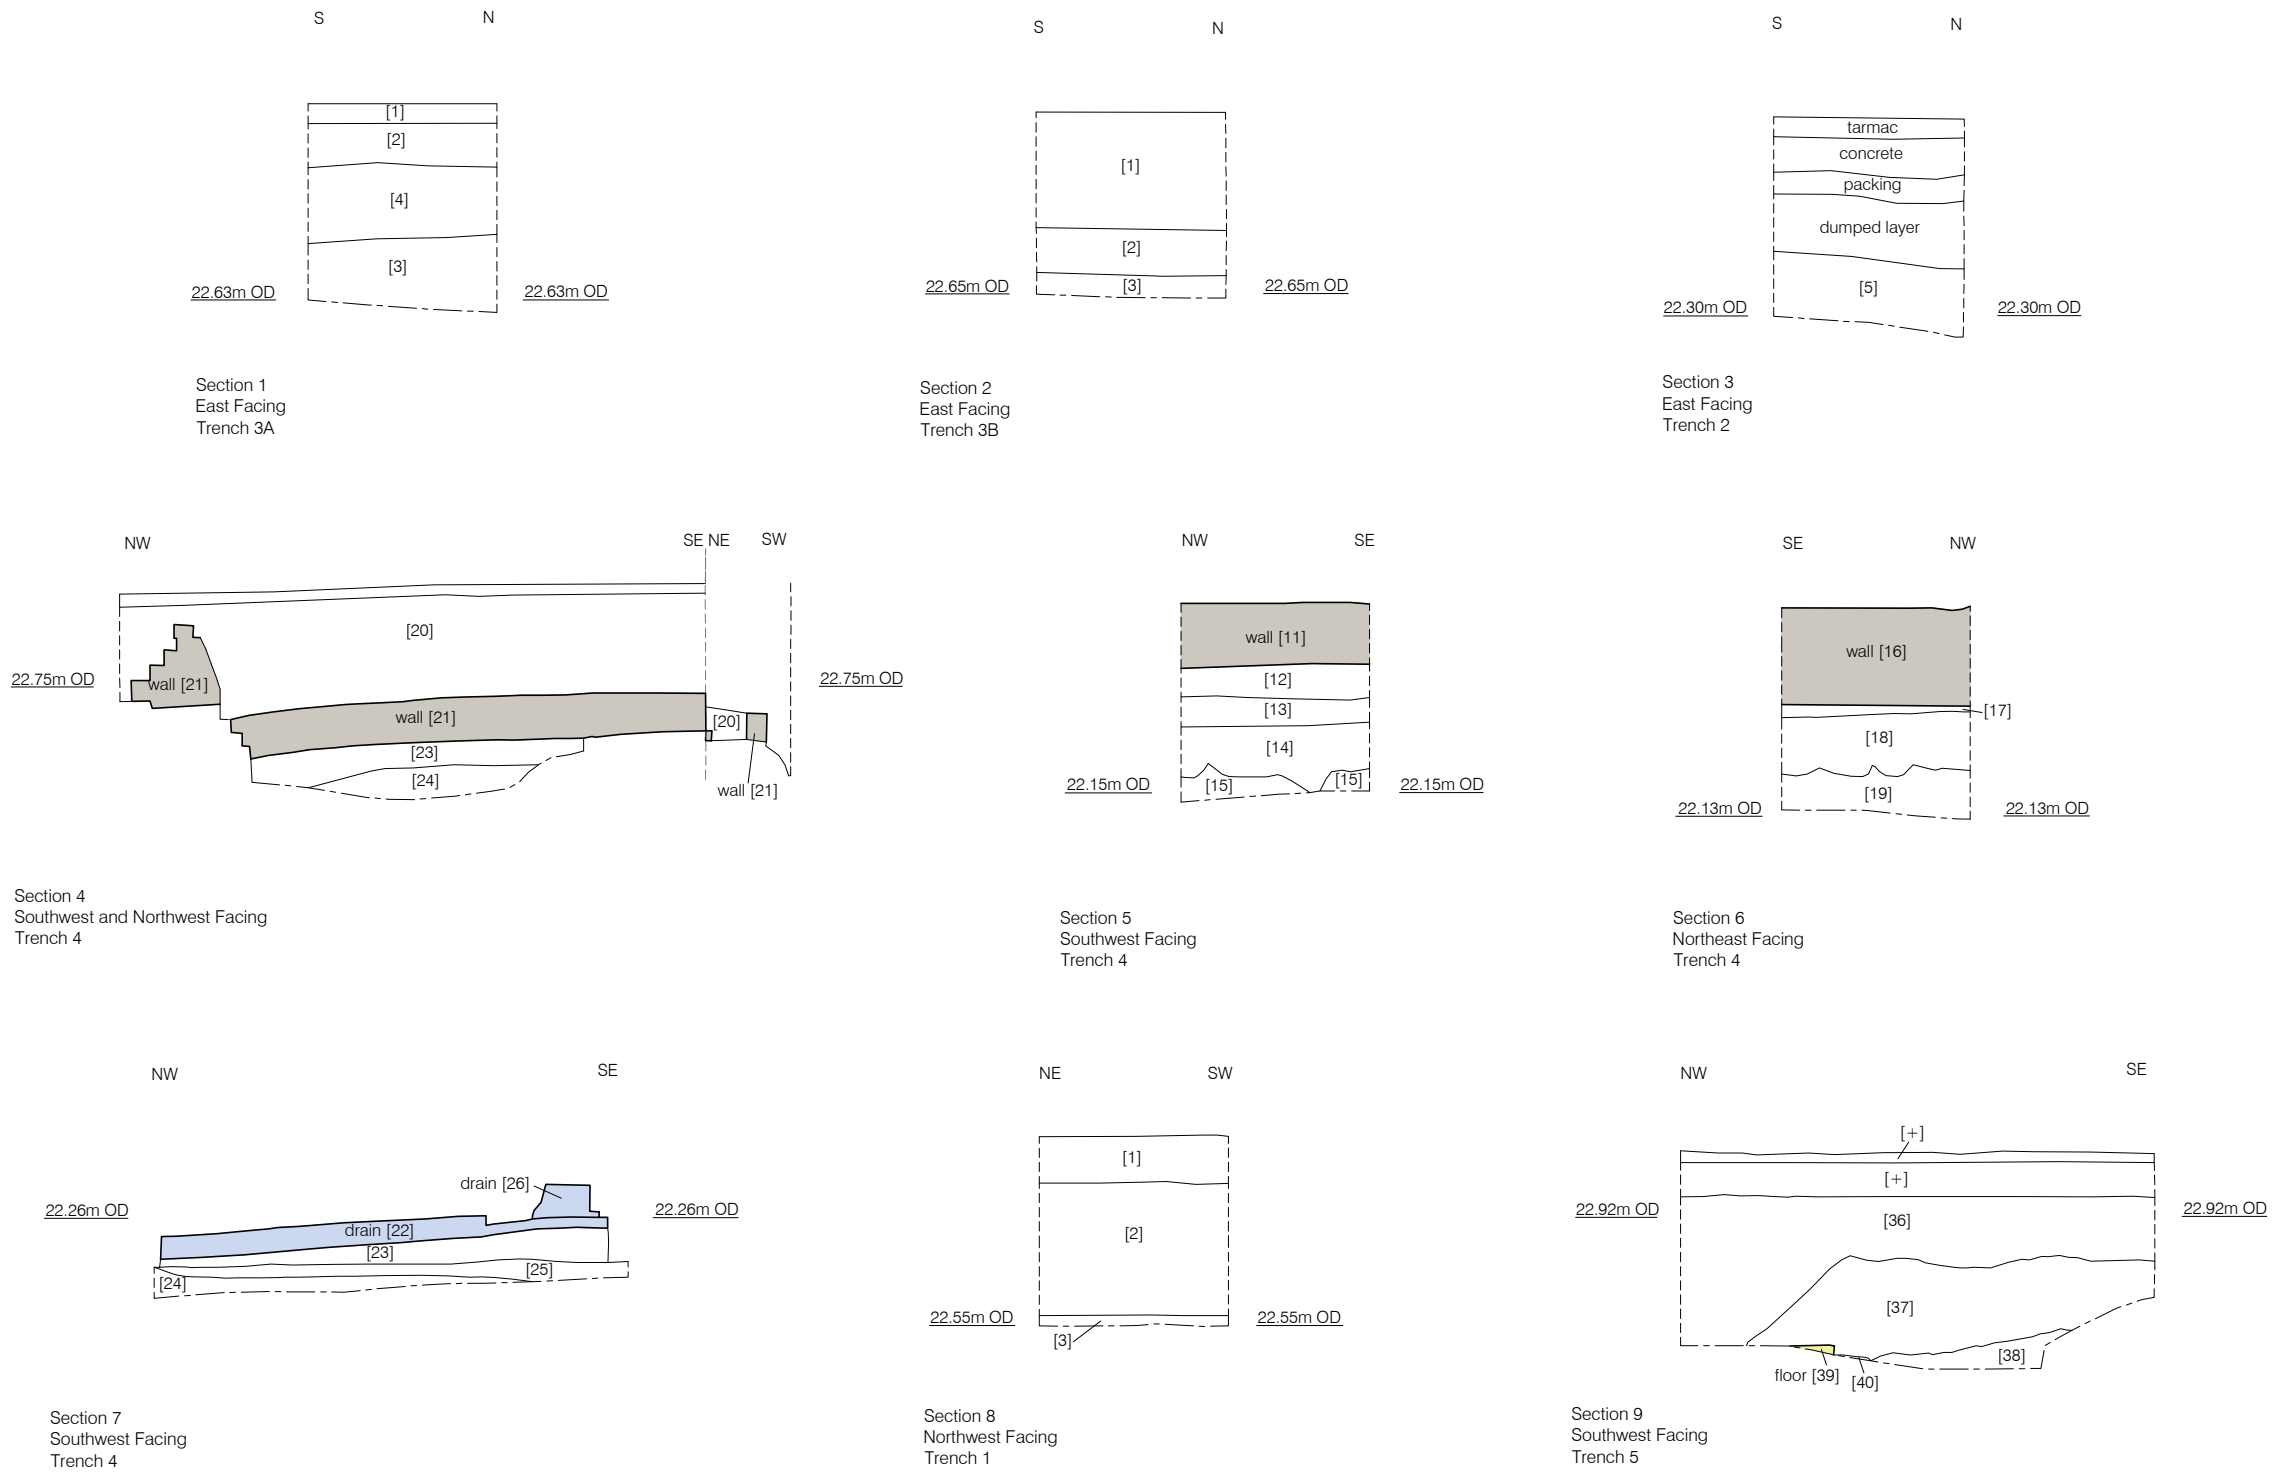 S N
[1]
[2]
[4]
[3]
22.63m OD 22.63m OD
Section 1
East Facing
Trench 3A
S N
[1]
[2]
[3]
22.65m OD 22.65m OD
Section 2
East Facing
Trench 3B
S N
tarmac
concrete
packing
dumped layer
[5]
22.30m OD 22.30m OD
Section 3
East Facing
Trench 2
NW SE NE SW
[20]
22.75m OD wall [21] 22.75m OD
wall [21] [20]
[23]
[24]
wall [21]
Section 4
Southwest and Northwest Facing
Trench 4
NW SE
wall [11]
[12]
[13]
[14]
[15] [15]
22.15m OD 22.15m OD
Section 5
Southwest Facing
Trench 4
SE NW
wall [16]
[17]
[18]
[19]
22.13m OD 22.13m OD
Section 6
Northeast Facing
Trench 4
NW SE
drain [26]
22.26m OD 22.26m OD
drain [22]
[23]
[25]
[24]
Section 7
Southwest Facing
Trench 4
NE SW
[1]
[2]
22.55m OD 22.55m OD
[3]
Section 8
Northwest Facing
Trench 1
NW SE
[+]
[+]
22.92m OD 22.92m OD
[36]
[37]
[38]
floor [39] [40]
Section 9
Southwest Facing
Trench 5